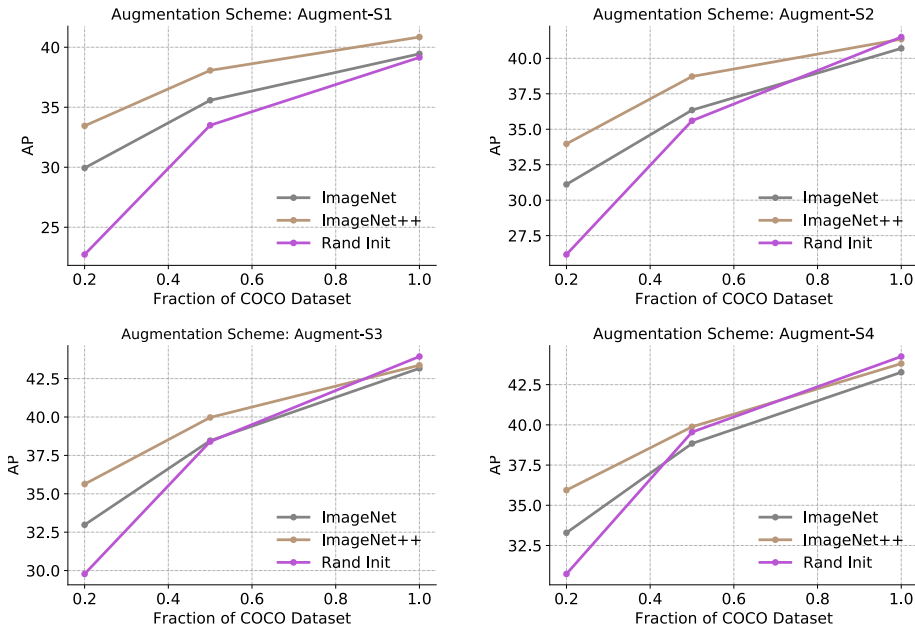 Augmentation Scheme: Augment-S1
40
35
30
25
AP
ImageNet
ImageNet++
Rand Init
0.2 0.4 0.6 0.8 1.0
Fraction of COCO Dataset
Augmentation Scheme: Augment-S2
40.0
37.5
35.0
32.5
30.0
27.5
AP
ImageNet
ImageNet++
Rand Init
0.2 0.4 0.6 0.8 1.0
Fraction of COCO Dataset
Augmentation Scheme: Augment-S3
42.5
40.0
37.5
35.0
32.5
30.0
AP
ImageNet
ImageNet++
Rand Init
0.2 0.4 0.6 0.8 1.0
Fraction of COCO Dataset
Augmentation Scheme: Augment-S4
42.5
40.0
37.5
35.0
32.5
AP
ImageNet
ImageNet++
Rand Init
0.2 0.4 0.6 0.8 1.0
Fraction of COCO Dataset